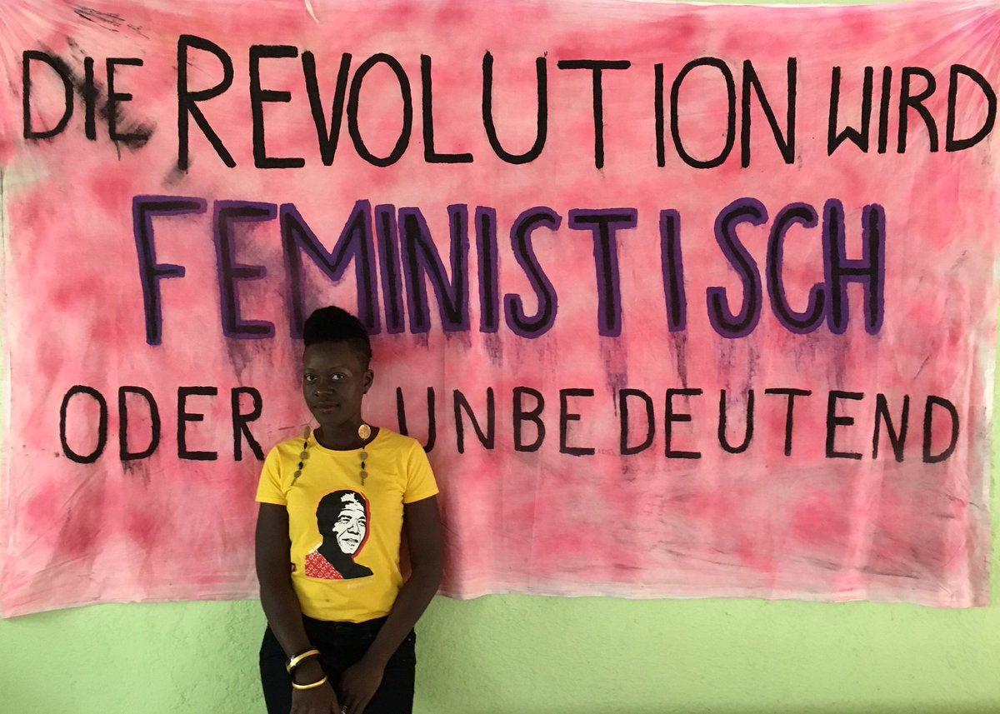 DIE REVOLUTION WIRD
FEMINISTISCH
ODER UNBEDEUTEND